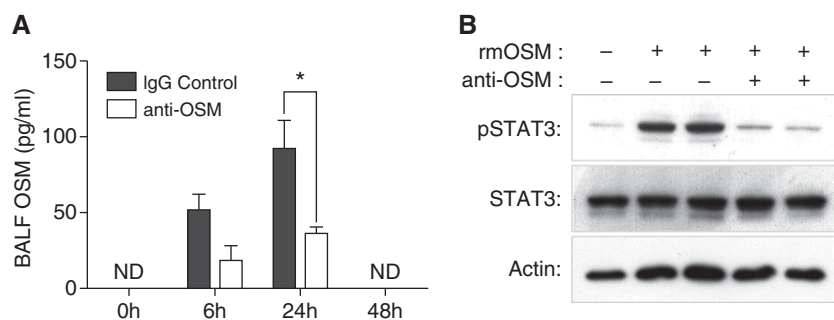 A
BALF OSM (pg/ml)
150
100
50
0
IgG Control
anti-OSM
*
ND
ND
0h 6h 24h 48h
B
rmOSM : – + + + +
anti-OSM : – – – + +
pSTAT3:
STAT3:
Actin: